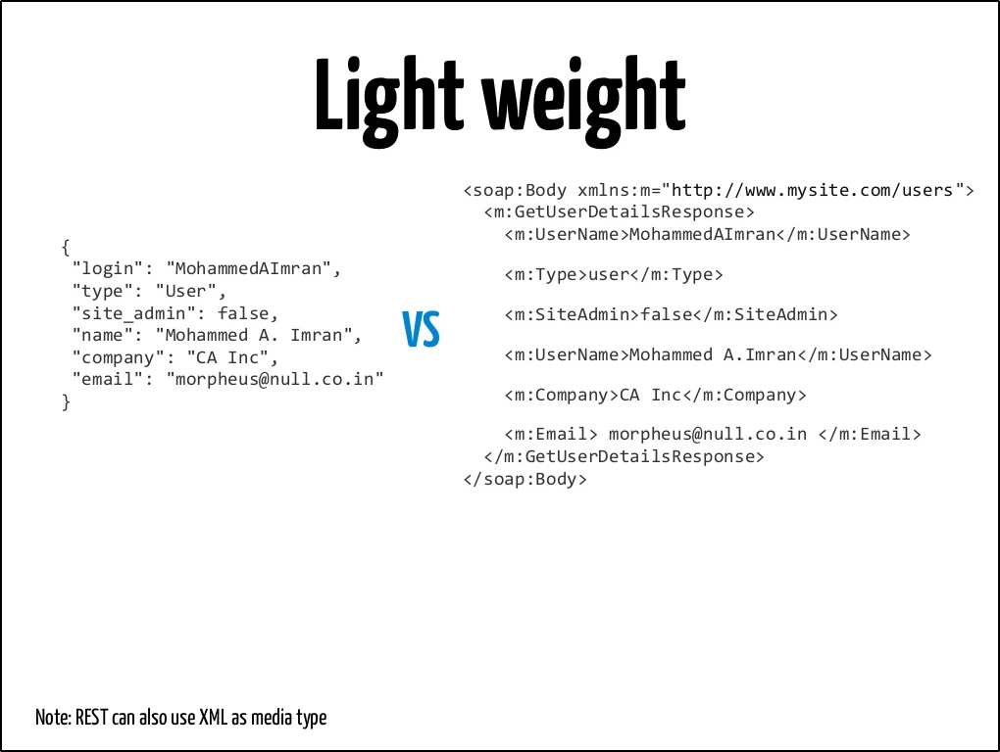 Light weight
{
"login": "MohammedAImran",
"type": "User",
"site_admin": false,
"name": "Mohammed A. Imran",
"company": "CA Inc",
"email": "morpheus@null.co.in"
}
VS
<soap:Body xmlns:m="http://www.mysite.com/users">
<m:GetUserDetailsResponse>
<m:UserName>MohammedAImran</m:UserName>
<m:Type>user</m:Type>
<m:SiteAdmin>false</m:SiteAdmin>
<m:UserName>Mohammed A.Imran</m:UserName>
<m:Company>CA Inc</m:Company>
<m:Email> morpheus@null.co.in </m:Email>
</m:GetUserDetailsResponse>
</soap:Body>
Note: REST can also use XML as media type